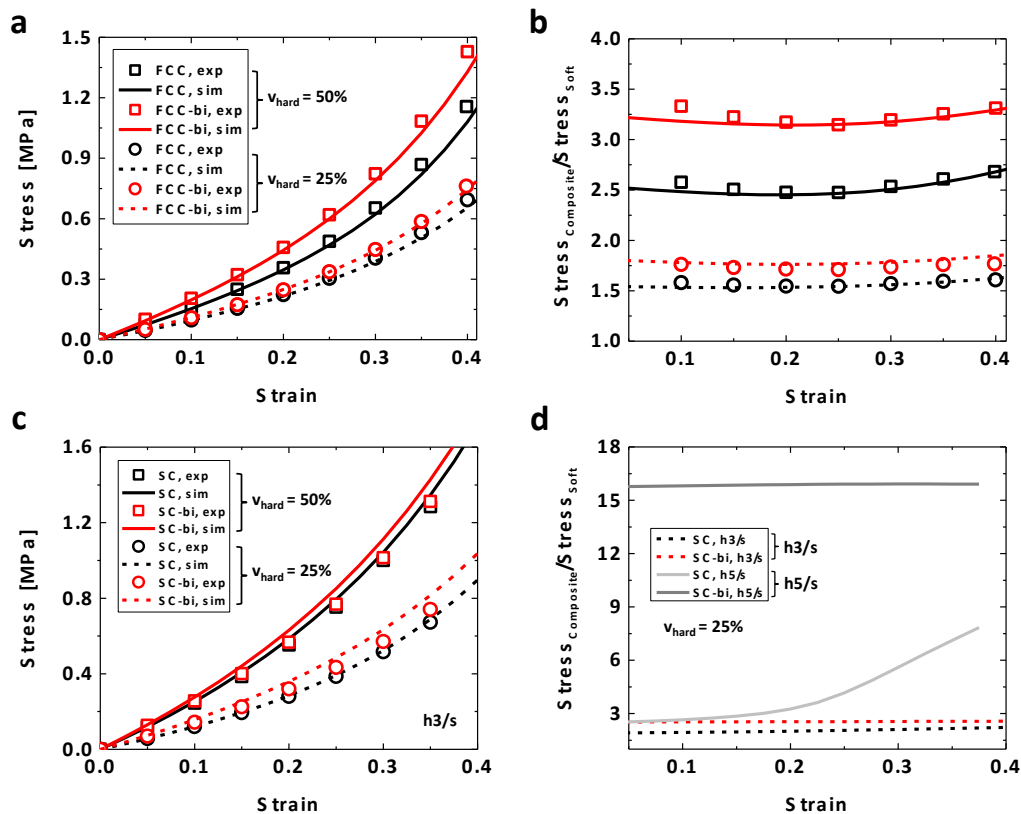 a
1.5
1.2
0.9
0.6
0.3
0.0
Stress [MPa]
FCC, exp
FCC, sim
FCC-bi, exp
FCC-bi, sim
FCC, exp
FCC, sim
FCC-bi, exp
FCC-bi, sim
v_hard = 50%
v_hard = 25%
0.0 0.1 0.2 0.3 0.4
Strain
b
4.0
3.5
3.0
2.5
2.0
1.5
1.0
Stress_Composite/Stress_soft
0.1 0.2 0.3 0.4
Strain
c
1.6
1.2
0.8
0.4
0.0
Stress [MPa]
SC, exp
SC, sim
SC-bi, exp
SC-bi, sim
SC, exp
SC, sim
SC-bi, exp
SC-bi, sim
v_hard = 50%
v_hard = 25%
h3/s
0.0 0.1 0.2 0.3 0.4
Strain
d
18
15
12
9
6
3
Stress_Composite/Stress_soft
SC, h3/s
SC-bi, h3/s
SC, h5/s
SC-bi, h5/s
h3/s
h5/s
v_hard = 25%
0.1 0.2 0.3 0.4
Strain